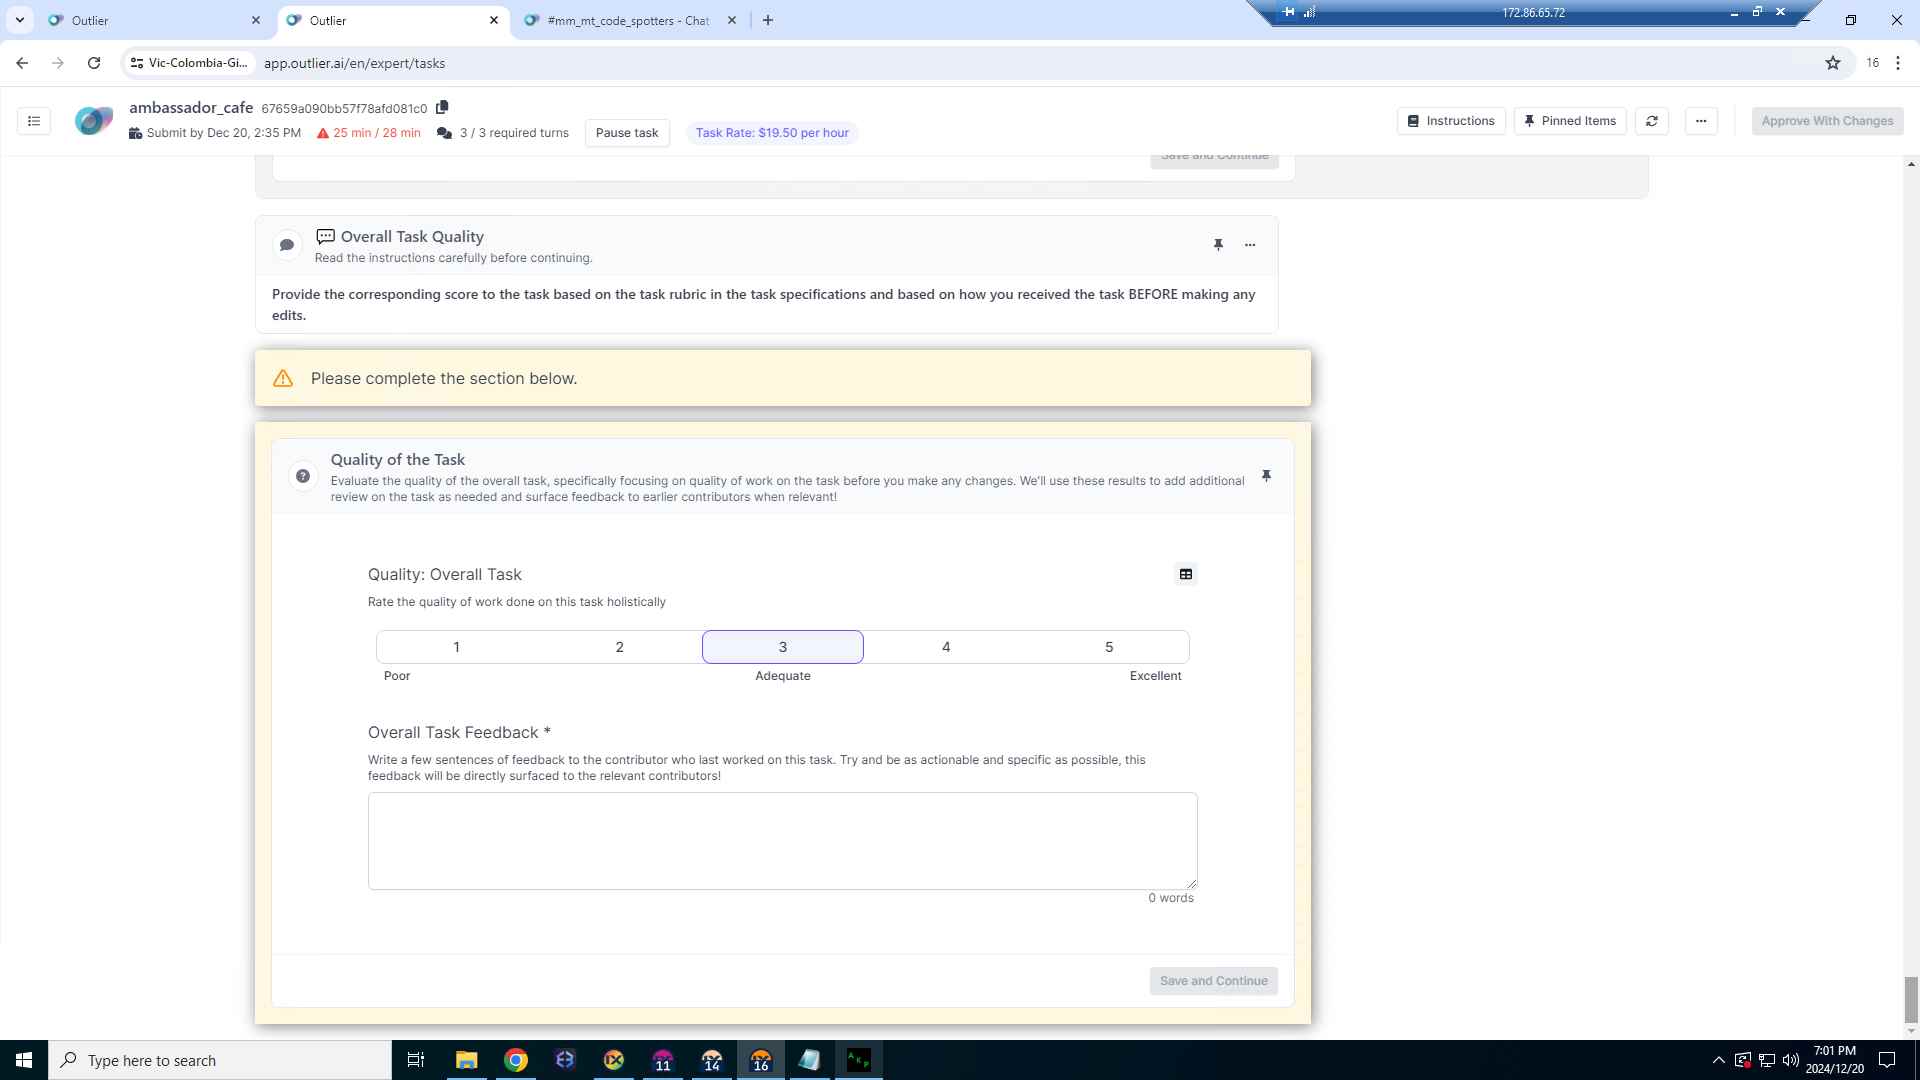 Outlier
Outlier
#mm_mt_code_spotters - Chat
172.86.65.72
Vic-Colombia-Gi...
app.outlier.ai/en/expert/tasks
16
ambassador_cafe 67659a090bb57f78afd081c0
Submit by Dec 20, 2:35 PM
25 min / 28 min
3 / 3 required turns
Pause task
Task Rate: $19.50 per hour
Instructions
Pinned Items
Approve With Changes
Save and Continue
Overall Task Quality
Read the instructions carefully before continuing.
Provide the corresponding score to the task based on the task rubric in the task specifications and based on how you received the task BEFORE making any
edits.
Please complete the section below.
Quality of the Task
Evaluate the quality of the overall task, specifically focusing on quality of work on the task before you make any changes. We'll use these results to add additional
review on the task as needed and surface feedback to earlier contributors when relevant!
Quality: Overall Task
Rate the quality of work done on this task holistically
1 2 3 4 5
Poor Adequate Excellent
Overall Task Feedback *
Write a few sentences of feedback to the contributor who last worked on this task. Try and be as actionable and specific as possible, this
feedback will be directly surfaced to the relevant contributors!
0 words
Save and Continue
Type here to search
11
14
16
7:01 PM
2024/12/20